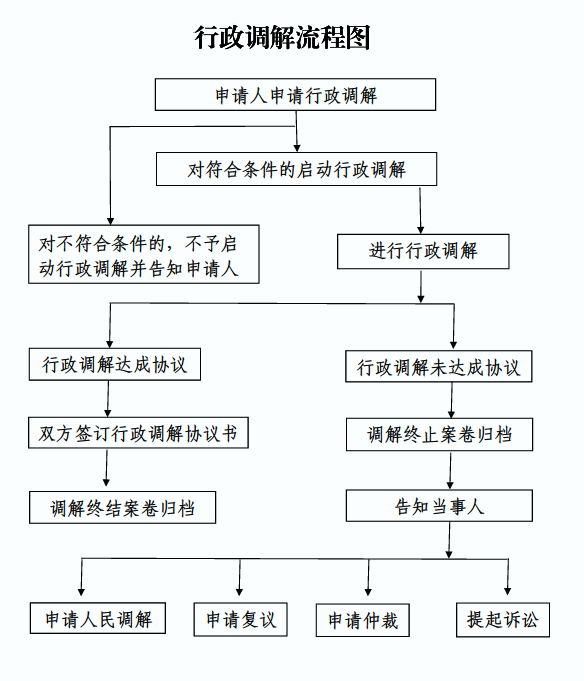 行政调解流程图
申请人申请行政调解
对符合条件的启动行政调解
对不符合条件的，不予启
动行政调解并告知申请人
进行行政调解
行政调解达成协议
行政调解未达成协议
双方签订行政调解协议书
调解终止案卷归档
调解终结案卷归档
告知当事人
申请人民调解
申请复议
申请仲裁
提起诉讼